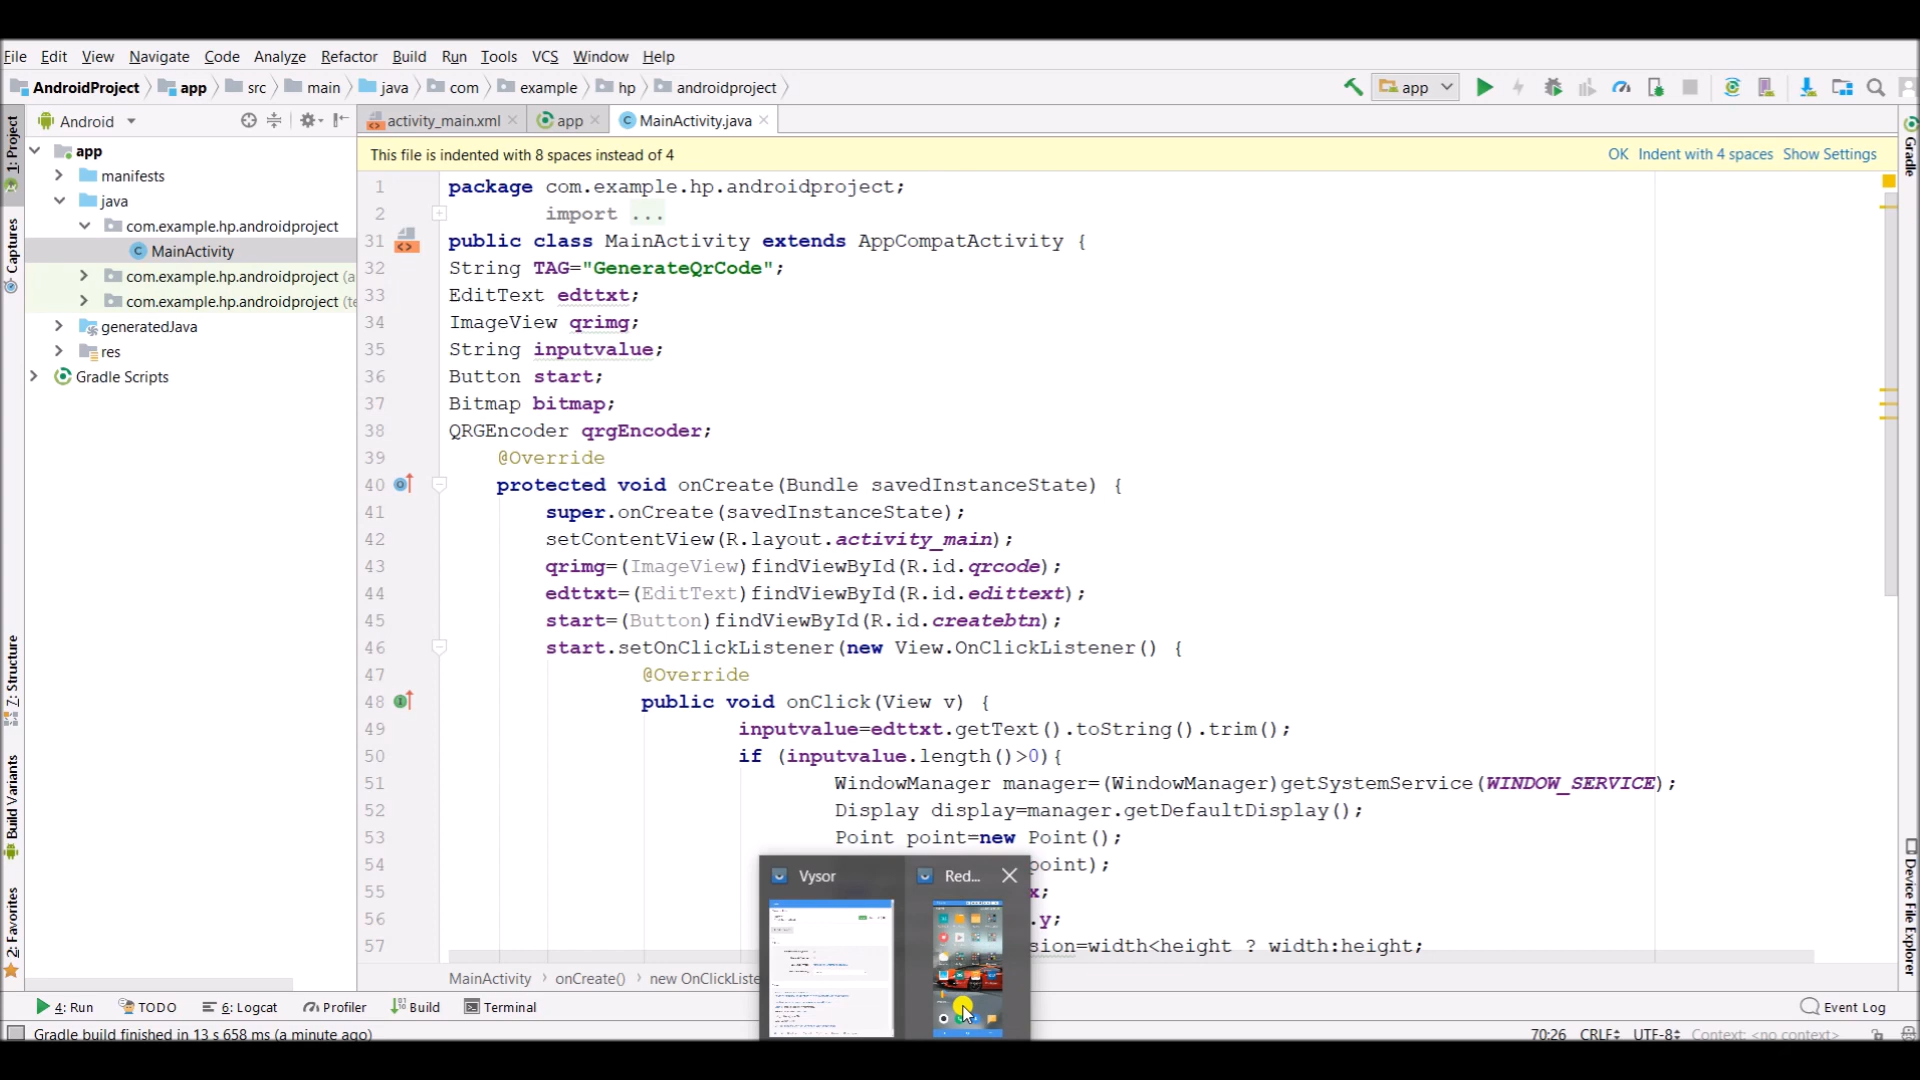 File Edit View Navigate Code Analyze Refactor Build Run Tools VCS Window Help
AndroidProject app src main java com example hp androidproject app
Android activity_main.xml app MainActivity.java
This file is indented with 8 spaces instead of 4 OK Indent with 4 spaces Show Settings
1: Project
Captures
7: Structure
Build Variants
2: Favorites
app
manifests
java
com.example.hp.androidproject
MainActivity
com.example.hp.androidproject (a
com.example.hp.androidproject (te
generatedJava
res
Gradle Scripts
1 package com.example.hp.androidproject;
2 import ...
31 public class MainActivity extends AppCompatActivity {
32 String TAG="GenerateQrCode";
33 EditText edttxt;
34 ImageView qrimg;
35 String inputvalue;
36 Button start;
37 Bitmap bitmap;
38 QRGEncoder qrgEncoder;
39 @Override
40 protected void onCreate(Bundle savedInstanceState) {
41 super.onCreate(savedInstanceState);
42 setContentView(R.layout.activity_main);
43 qrimg=(ImageView)findViewById(R.id.qrcode);
44 edttxt=(EditText)findViewById(R.id.edittext);
45 start=(Button)findViewById(R.id.createbtn);
46 start.setOnClickListener(new View.OnClickListener() {
47 @Override
48 public void onClick(View v) {
49 inputvalue=edttxt.getText().toString().trim();
50 if (inputvalue.length()>0){
51 WindowManager manager=(WindowManager)getSystemService(WINDOW_SERVICE);
52 Display display=manager.getDefaultDisplay();
53 Point point=new Point();
54 point);
55 x;
56 .y;
57 sion=width<height ? width:height;
Vysor Red...
Gradle
Device File Explorer
MainActivity onCreate() new OnClickListe
4: Run TODO 6: Logcat Profiler Build Terminal Event Log
Gradle build finished in 13 s 658 ms (a minute ago) 70:26 CRLF UTF-8 Context: <no context>